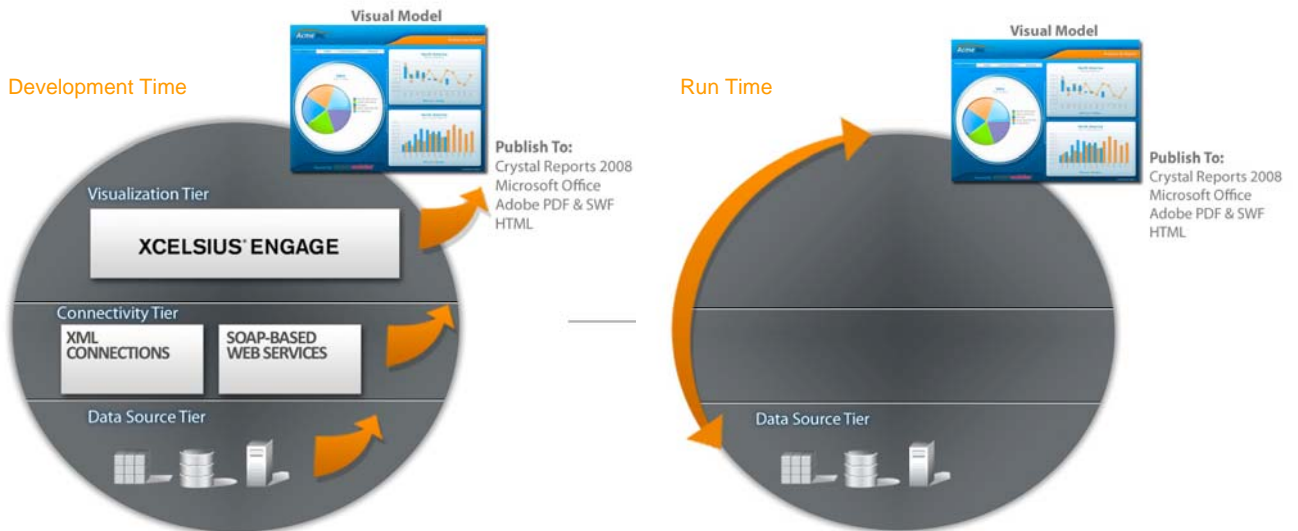 Development Time
Visual Model
Publish To:
Crystal Reports 2008
Microsoft Office
Adobe PDF & SWF
HTML
Visualization Tier
XCELSIUS® ENGAGE
Connectivity Tier
XML
CONNECTIONS
SOAP-BASED
WEB SERVICES
Data Source Tier
Run Time
Visual Model
Publish To:
Crystal Reports 2008
Microsoft Office
Adobe PDF & SWF
HTML
Data Source Tier